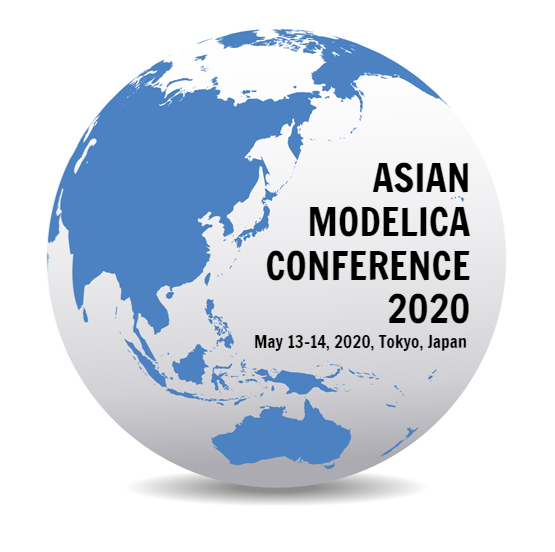 ASIAN
MODELICA
CONFERENCE
2020
May 13-14, 2020, Tokyo, Japan